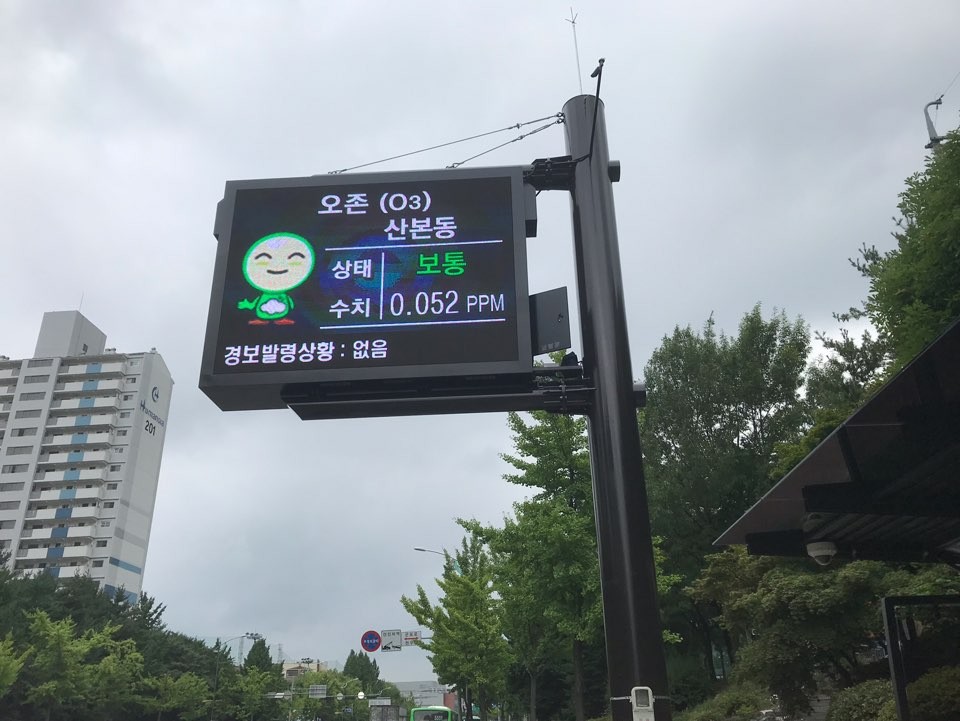 오존 (O3)
산본동
상태 보통
수치 0.052 PPM
경보발령상황 : 없음
201